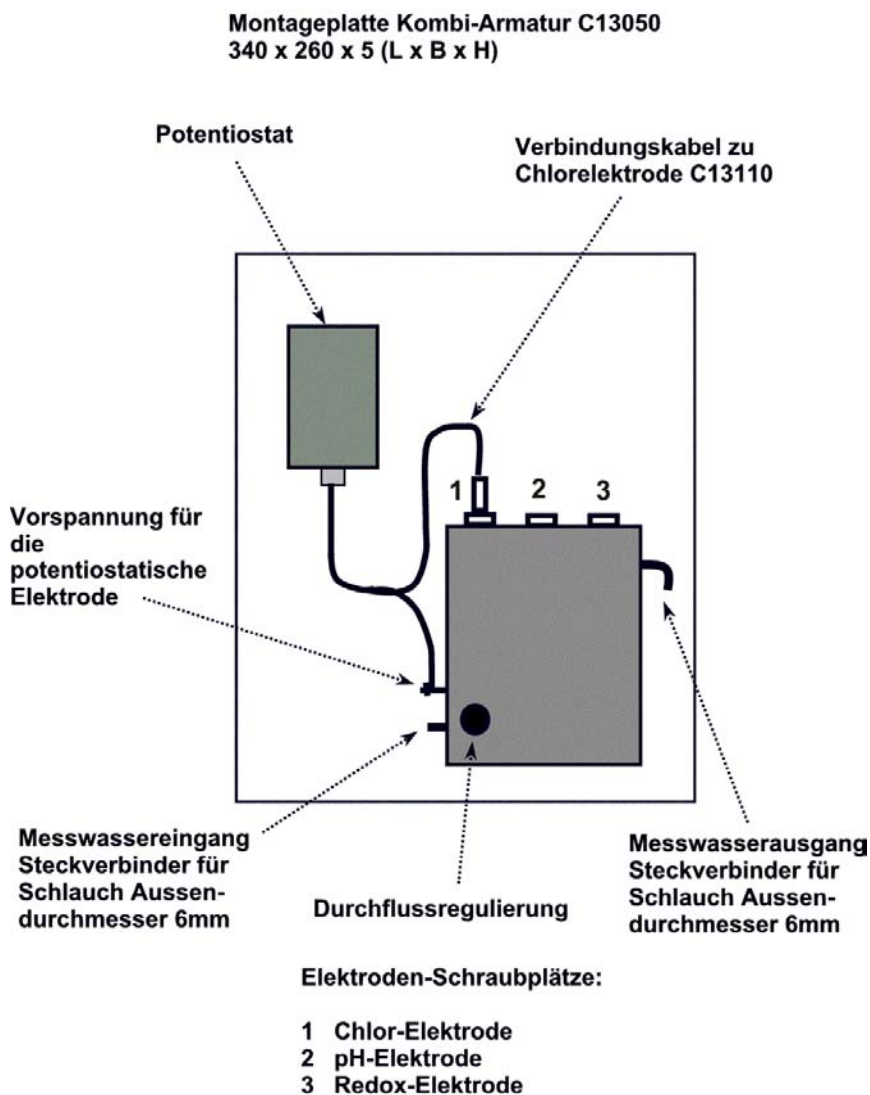 Montageplatte Kombi-Armatur C13050
340 x 260 x 5 (L x B x H)
Potentiostat
Verbindungskabel zu
Chlorelektrode C13110
1 2 3
Vorspannung für
die
potentiostatische
Elektrode
Messwassereingang
Steckverbinder für
Schlauch Aussen-
durchmesser 6mm
Durchflussregulierung
Messwasserausgang
Steckverbinder für
Schlauch Aussen-
durchmesser 6mm
Elektroden-Schraubplätze:
1 Chlor-Elektrode
2 pH-Elektrode
3 Redox-Elektrode